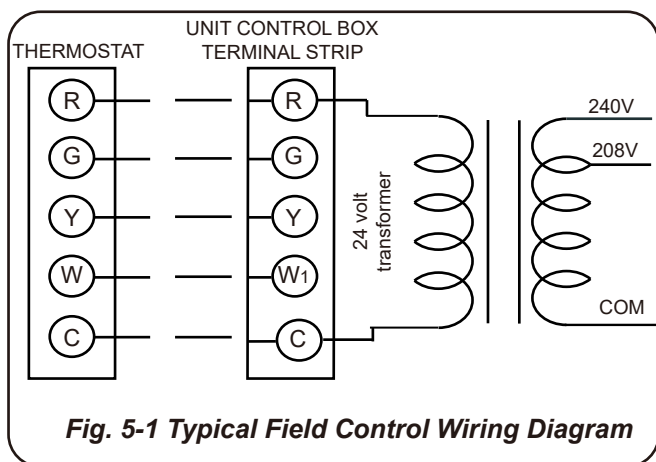 UNIT CONTROL BOX
THERMOSTAT
TERMINAL STRIP
R
R
G
G
Y
Y
W
W1
C
C
24 volt
transformer
240V
208V
COM
Fig. 5-1 Typical Field Control Wiring Diagram